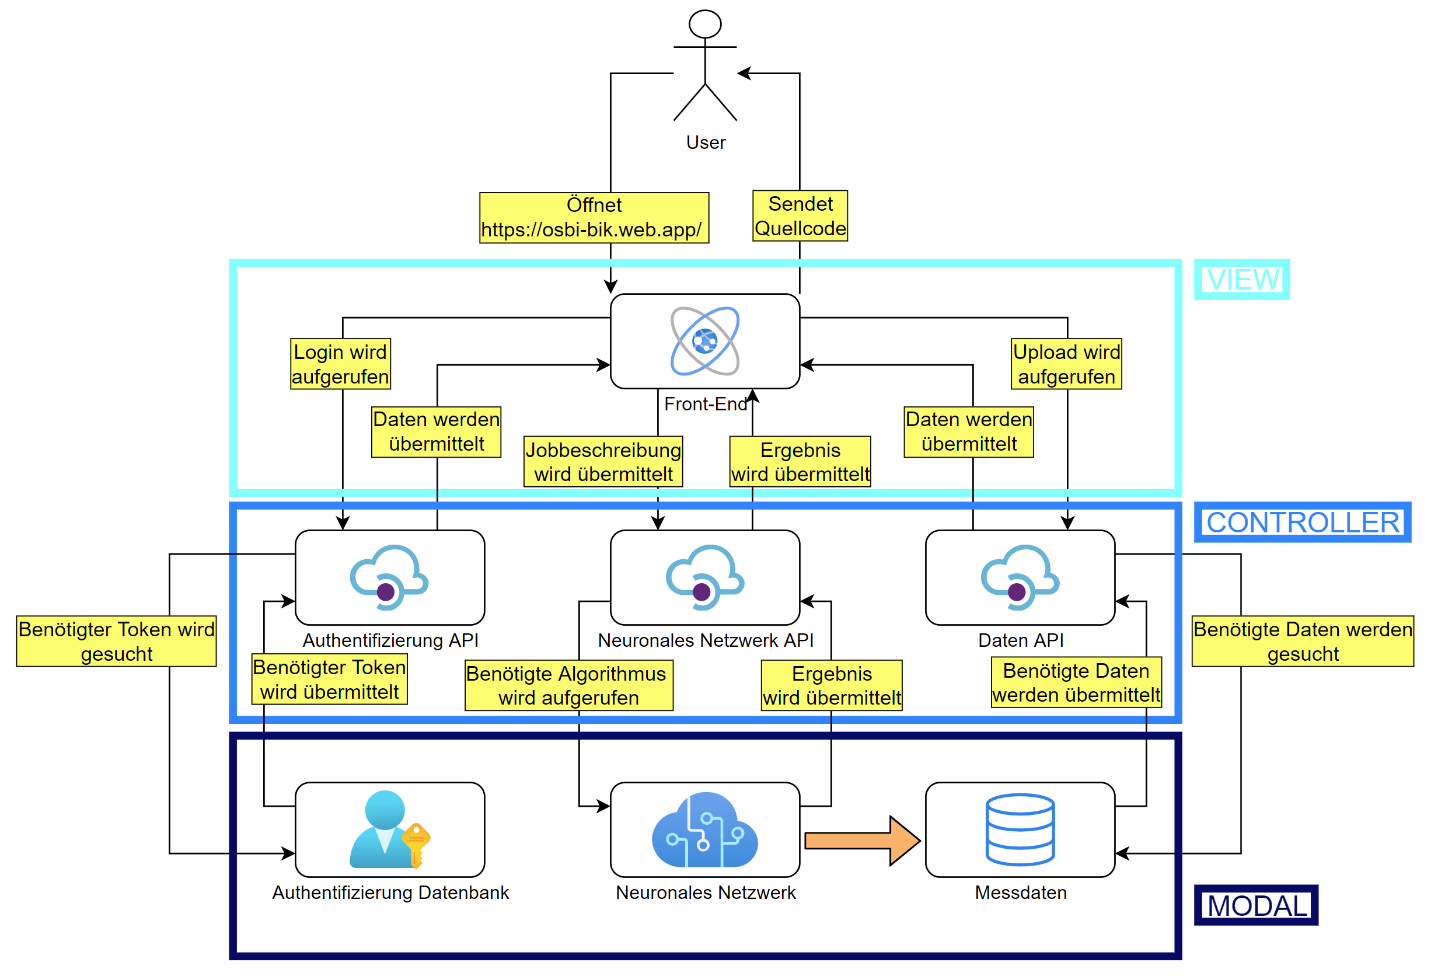 User
Öffnet
https://osbi-bik.web.app/
Sendet
Quellcode
VIEW
Login wird
aufgerufen
Upload wird
aufgerufen
Front-End
Daten werden
übermittelt
Jobbeschreibung
wird übermittelt
Ergebnis
wird übermittelt
Daten werden
übermittelt
CONTROLLER
Authentifizierung API
Neuronales Netzwerk API
Daten API
Benötigter Token wird
gesucht
Benötigter Token
wird übermittelt
Benötigte Algorithmus
wird aufgerufen
Ergebnis
wird übermittelt
Benötigte Daten
werden übermittelt
Benötigte Daten werden
gesucht
Authentifizierung Datenbank
Neuronales Netzwerk
Messdaten
MODAL